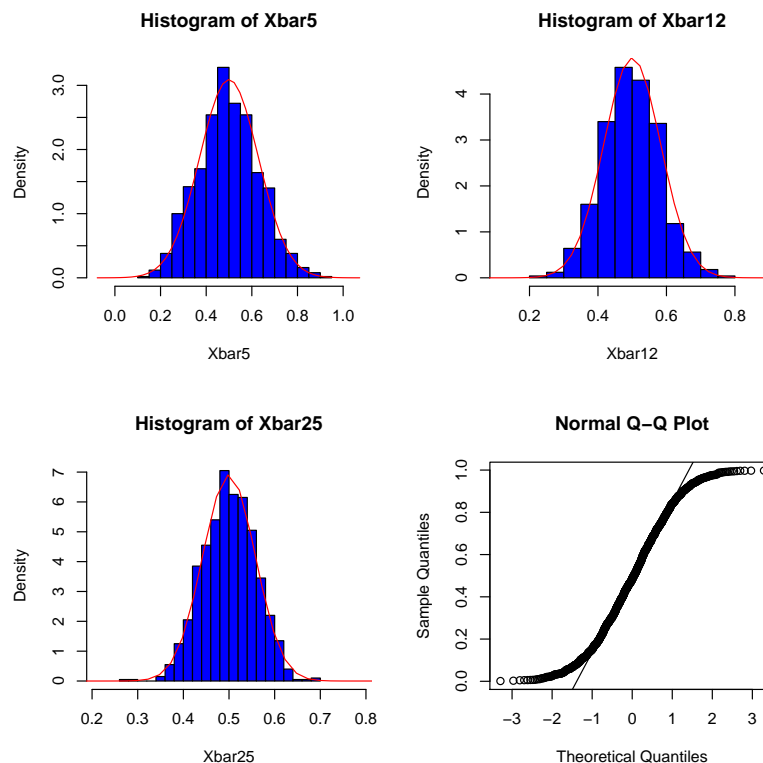 Histogram of Xbar5
Density
0.0 1.0 2.0 3.0
0.0 0.2 0.4 0.6 0.8 1.0
Xbar5
Histogram of Xbar12
Density
0 1 2 3 4
0.2 0.4 0.6 0.8
Xbar12
Histogram of Xbar25
Density
0 1 2 3 4 5 6 7
0.2 0.3 0.4 0.5 0.6 0.7 0.8
Xbar25
Normal Q−Q Plot
Sample Quantiles
0.0 0.2 0.4 0.6 0.8 1.0
−3 −2 −1 0 1 2 3
Theoretical Quantiles